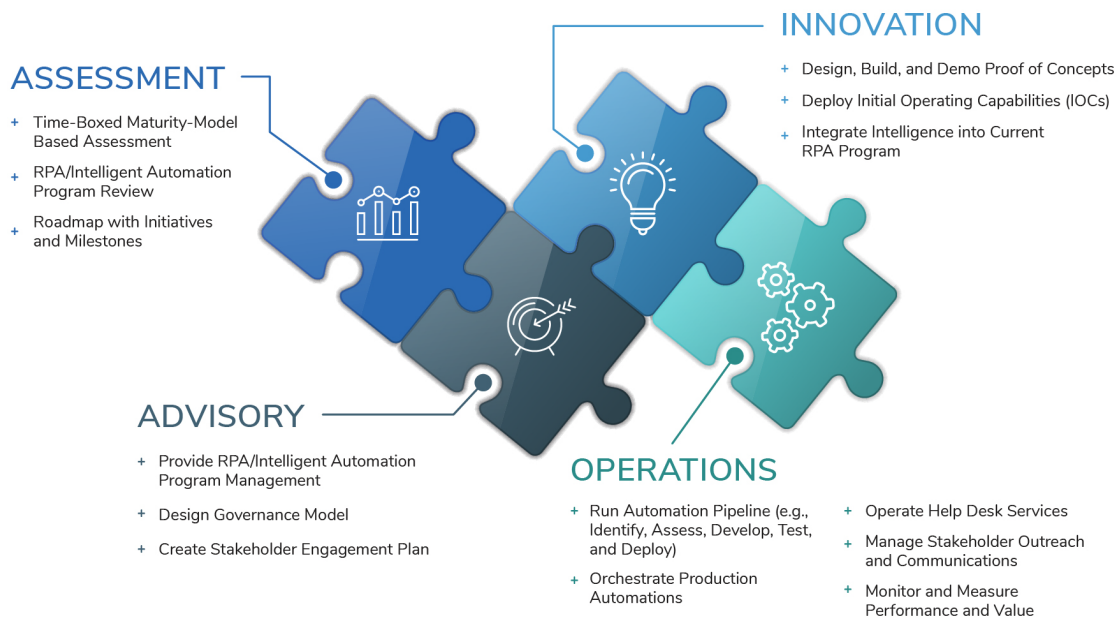 ASSESSMENT
+ Time-Boxed Maturity-Model
Based Assessment
+ RPA/Intelligent Automation
Program Review
+ Roadmap with Initiatives
and Milestones
INNOVATION
+ Design, Build, and Demo Proof of Concepts
+ Deploy Initial Operating Capabilities (IOCs)
+ Integrate Intelligence into Current
RPA Program
ADVISORY
+ Provide RPA/Intelligent Automation
Program Management
+ Design Governance Model
+ Create Stakeholder Engagement Plan
OPERATIONS
+ Run Automation Pipeline (e.g.,
Identify, Assess, Develop, Test,
and Deploy)
+ Orchestrate Production
Automations
+ Operate Help Desk Services
+ Manage Stakeholder Outreach
and Communications
+ Monitor and Measure
Performance and Value